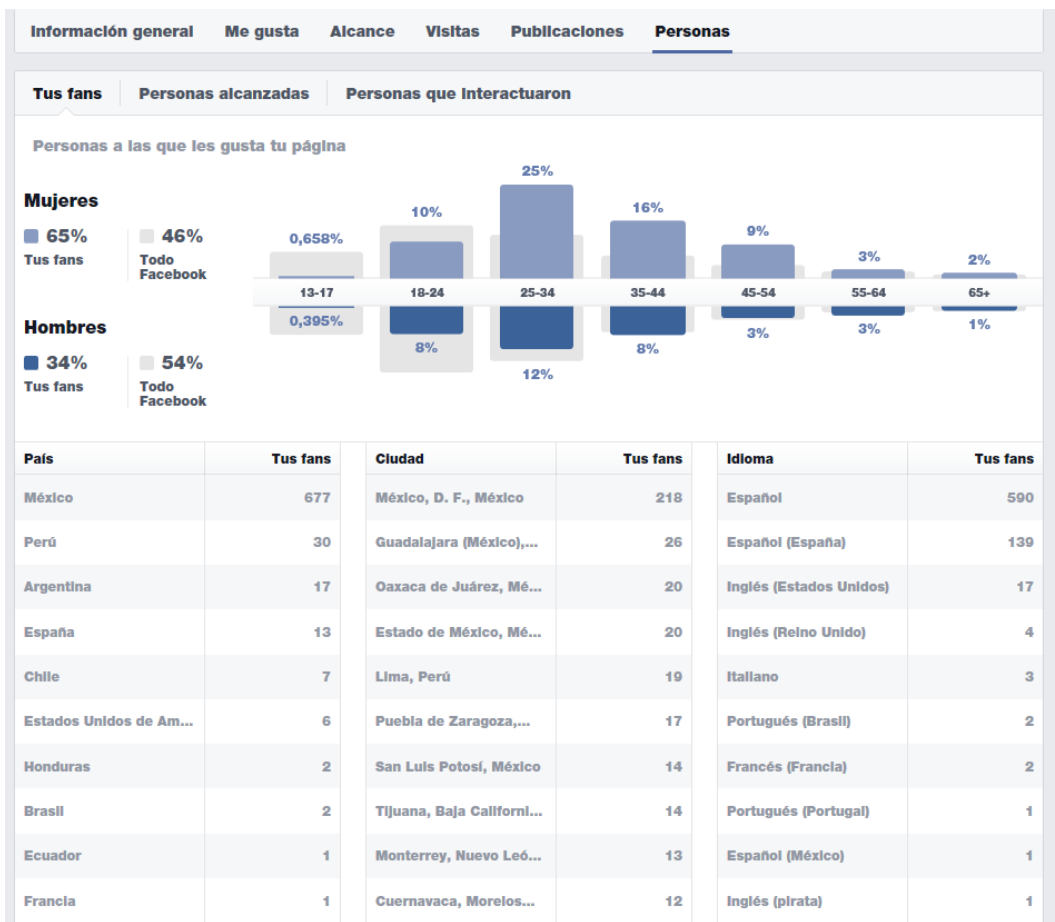 Información general Me gusta Alcance Visitas Publicaciones Personas
Tus fans Personas alcanzadas Personas que interactuaron
Personas a las que les gusta tu página
Mujeres
65% 46%
Tus fans Todo Facebook
Hombres
34% 54%
Tus fans Todo Facebook
0,658% 10% 25% 16% 9% 3% 2%
13-17 18-24 25-34 35-44 45-54 55-64 65+
0,395% 8% 12% 8% 3% 3% 1%
País Tus fans Ciudad Tus fans Idioma Tus fans
México 677 México, D. F., México 218 Español 590
Perú 30 Guadalajara (México),... 26 Español (España) 139
Argentina 17 Oaxaca de Juárez, Mé... 20 Inglés (Estados Unidos) 17
España 13 Estado de México, Mé... 20 Inglés (Reino Unido) 4
Chile 7 Lima, Perú 19 Italiano 3
Estados Unidos de Am... 6 Puebla de Zaragoza,... 17 Portugués (Brasil) 2
Honduras 2 San Luis Potosí, México 14 Francés (Francia) 2
Brasil 2 Tijuana, Baja Californi... 14 Portugués (Portugal) 1
Ecuador 1 Monterrey, Nuevo Leó... 13 Español (México) 1
Francia 1 Cuernavaca, Morelos... 12 Inglés (pirata) 1